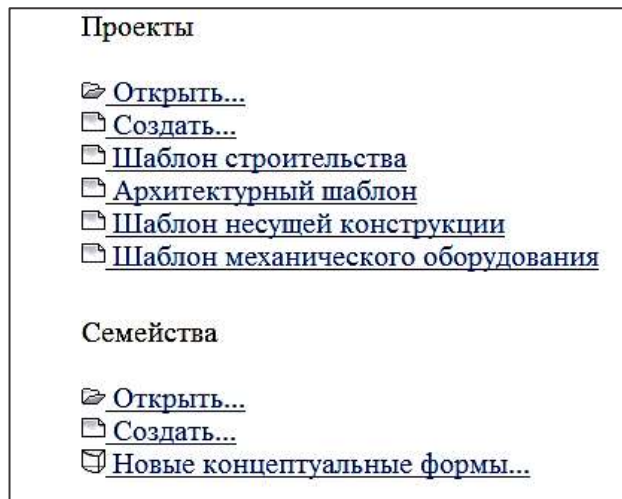 Проекты
Открыть...
Создать...
Шаблон строительства
Архитектурный шаблон
Шаблон несущей конструкции
Шаблон механического оборудования
Семейства
Открыть...
Создать...
Новые концептуальные формы...